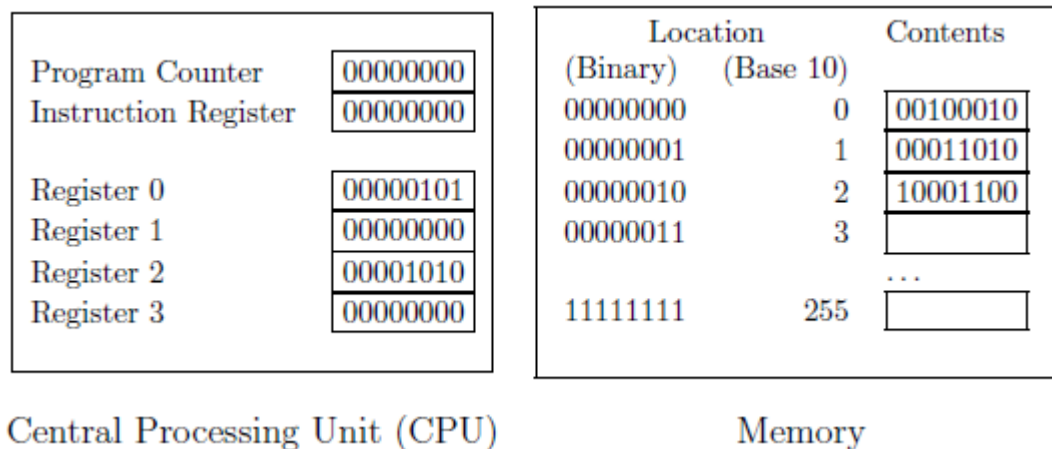 Program Counter 00000000
Instruction Register 00000000
Register 0 00000101
Register 1 00000000
Register 2 00001010
Register 3 00000000
Central Processing Unit (CPU)
Location Contents
(Binary) (Base 10)
00000000 0 00100010
00000001 1 00011010
00000010 2 10001100
00000011 3
...
11111111 255
Memory